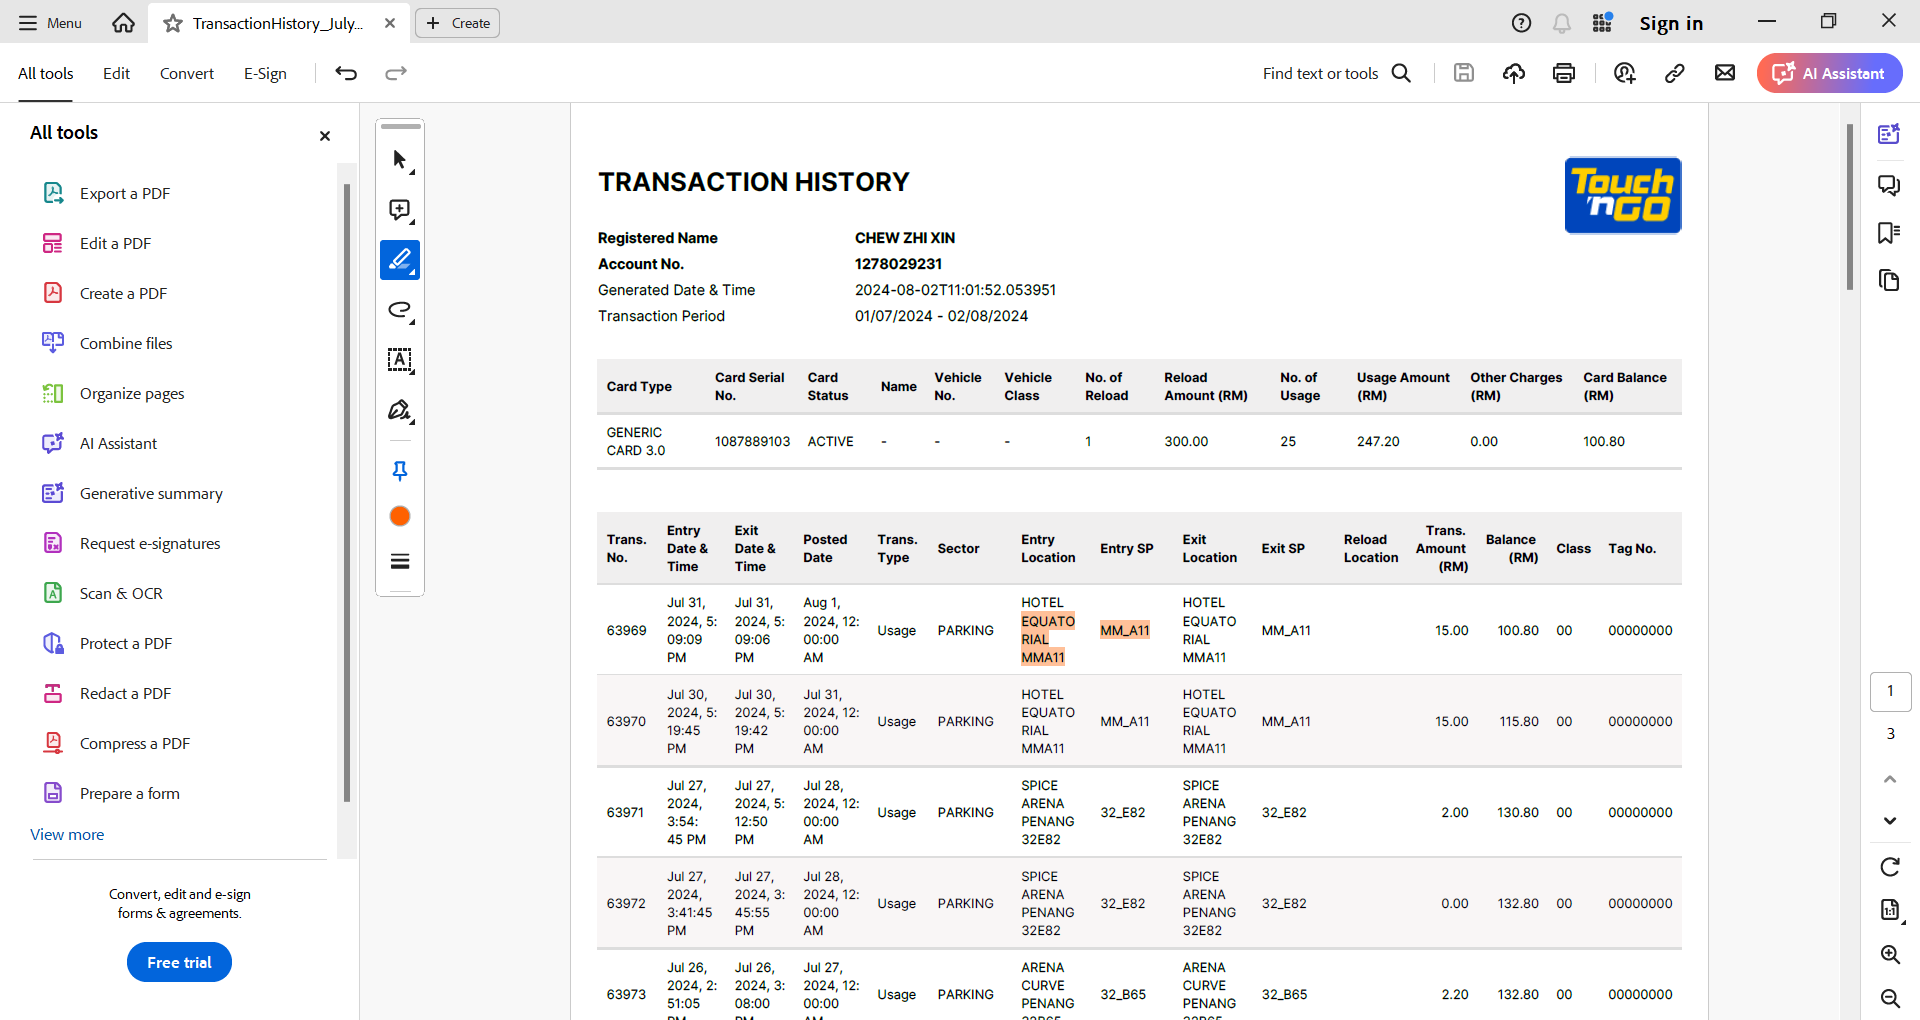 Menu
TransactionHistory_July...
Create
Sign in
All tools
Edit
Convert
E-Sign
Find text or tools
AI Assistant
All tools
Export a PDF
Edit a PDF
Create a PDF
Combine files
Organize pages
AI Assistant
Generative summary
Request e-signatures
Scan & OCR
Protect a PDF
Redact a PDF
Compress a PDF
Prepare a form
View more
Convert, edit and e-sign
forms & agreements.
Free trial
TRANSACTION HISTORY
Touch
'n GO
Registered Name CHEW ZHI XIN
Account No. 1278029231
Generated Date & Time 2024-08-02T11:01:52.053951
Transaction Period 01/07/2024 - 02/08/2024
Card Type Card Serial No. Card Status Name Vehicle No. Vehicle Class No. of Reload Reload Amount (RM) No. of Usage Usage Amount (RM) Other Charges (RM) Card Balance (RM)
GENERIC CARD 3.0 1087889103 ACTIVE - - - 1 300.00 25 247.20 0.00 100.80
Trans. No. Entry Date & Time Exit Date & Time Posted Date Trans. Type Sector Entry Location Entry SP Exit Location Exit SP Reload Location Trans. Amount (RM) Balance (RM) Class Tag No.
63969 Jul 31, 2024, 5:09:09 PM Jul 31, 2024, 5:09:06 PM Aug 1, 2024, 12:00:00 AM Usage PARKING HOTEL EQUATORIAL MMA11 MM_A11 HOTEL EQUATORIAL MMA11 MM_A11 15.00 100.80 00 00000000
63970 Jul 30, 2024, 5:19:45 PM Jul 30, 2024, 5:19:42 PM Jul 31, 2024, 12:00:00 AM Usage PARKING HOTEL EQUATORIAL MMA11 MM_A11 HOTEL EQUATORIAL MMA11 MM_A11 15.00 115.80 00 00000000
63971 Jul 27, 2024, 3:54:45 PM Jul 27, 2024, 5:12:50 PM Jul 28, 2024, 12:00:00 AM Usage PARKING SPICE ARENA PENANG 32E82 32_E82 SPICE ARENA PENANG 32E82 32_E82 2.00 130.80 00 00000000
63972 Jul 27, 2024, 3:41:45 PM Jul 27, 2024, 3:45:55 PM Jul 28, 2024, 12:00:00 AM Usage PARKING SPICE ARENA PENANG 32E82 32_E82 SPICE ARENA PENANG 32E82 32_E82 0.00 132.80 00 00000000
63973 Jul 26, 2024, 2:51:05 PM Jul 26, 2024, 3:08:00 PM Jul 27, 2024, 12:00:00 AM Usage PARKING ARENA CURVE PENANG 32B65 32_B65 ARENA CURVE PENANG 32B65 32_B65 2.20 132.80 00 00000000
1
3